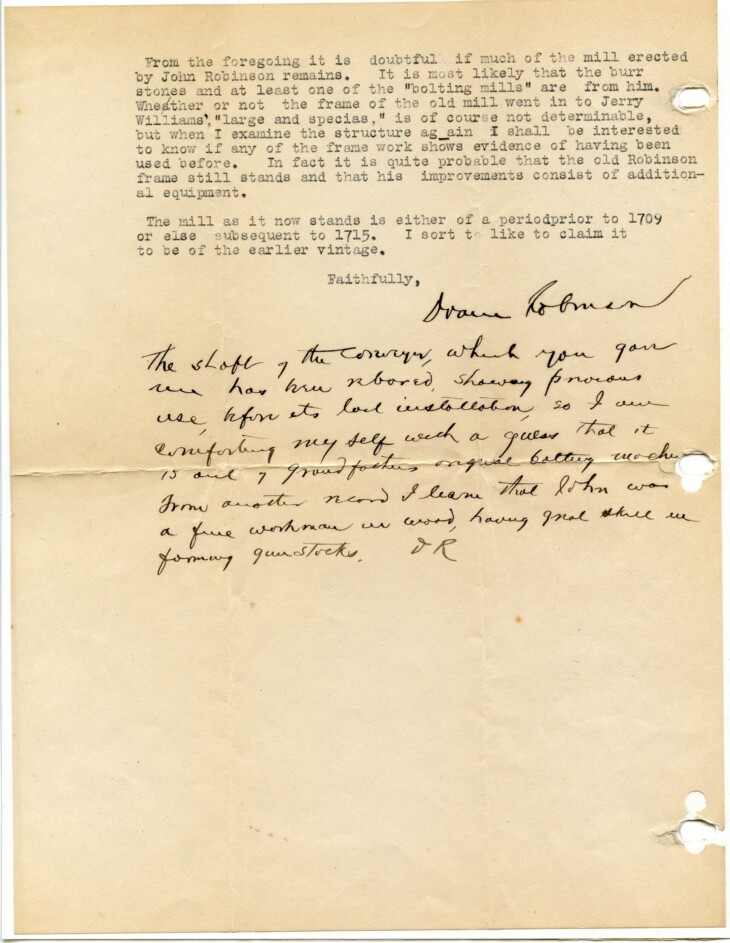 From the foregoing it is doubtful if much of the mill erected
by John Robinson remains. It is most likely that the burr
stones and at least one of the "bolting mills" are from him.
Wheather or not the frame of the old mill went in to Jerry
Williams', "large and specias," is of course not determinable,
but when I examine the structure ag_ain I shall be interested
to know if any of the frame work shows evidence of having been
used before. In fact it is quite probable that the old Robinson
frame still stands and that his improvements consist of addition-
al equipment.
The mill as it now stands is either of a periodprior to 1709
or else subsequent to 1715. I sort to like to claim it
to be of the earlier vintage.
Faithfully,
Doane Robinson
The shaft of the conveyer, which you gave
me has been rebored, showing previous
use, before its last installation, so I am
comforting my self with a guess that it
is out of Grandfathers original bolting
From another record I learn that John was
a fine workman in wood, having great skill in
forming gunstocks. D R